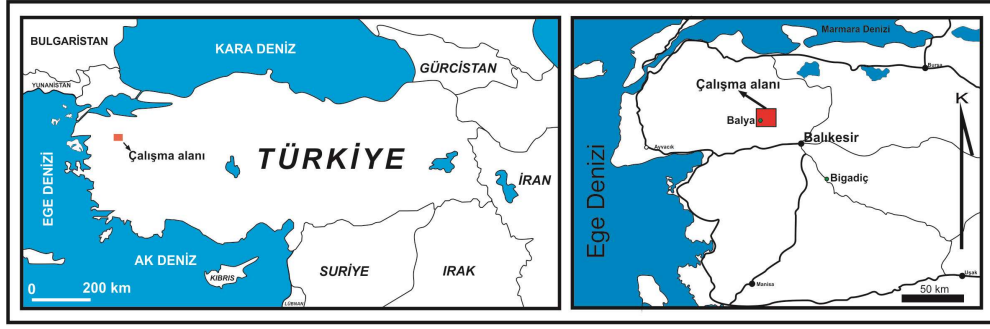 BULGARİSTAN
KARA DENİZ
GÜRCİSTAN
YUNANİSTAN
Çalışma alanı
TÜRKİYE
İRAN
EGE DENİZİ
AK DENİZ
KIBRIS
SURİYE
IRAK
LÜBNAN
0 200 km
Marmara Denizi
Bursa
Çalışma alanı
K
Balya
Balıkesir
Ayvacık
Bigadiç
Ege Denizi
Uşak
Manisa
50 km